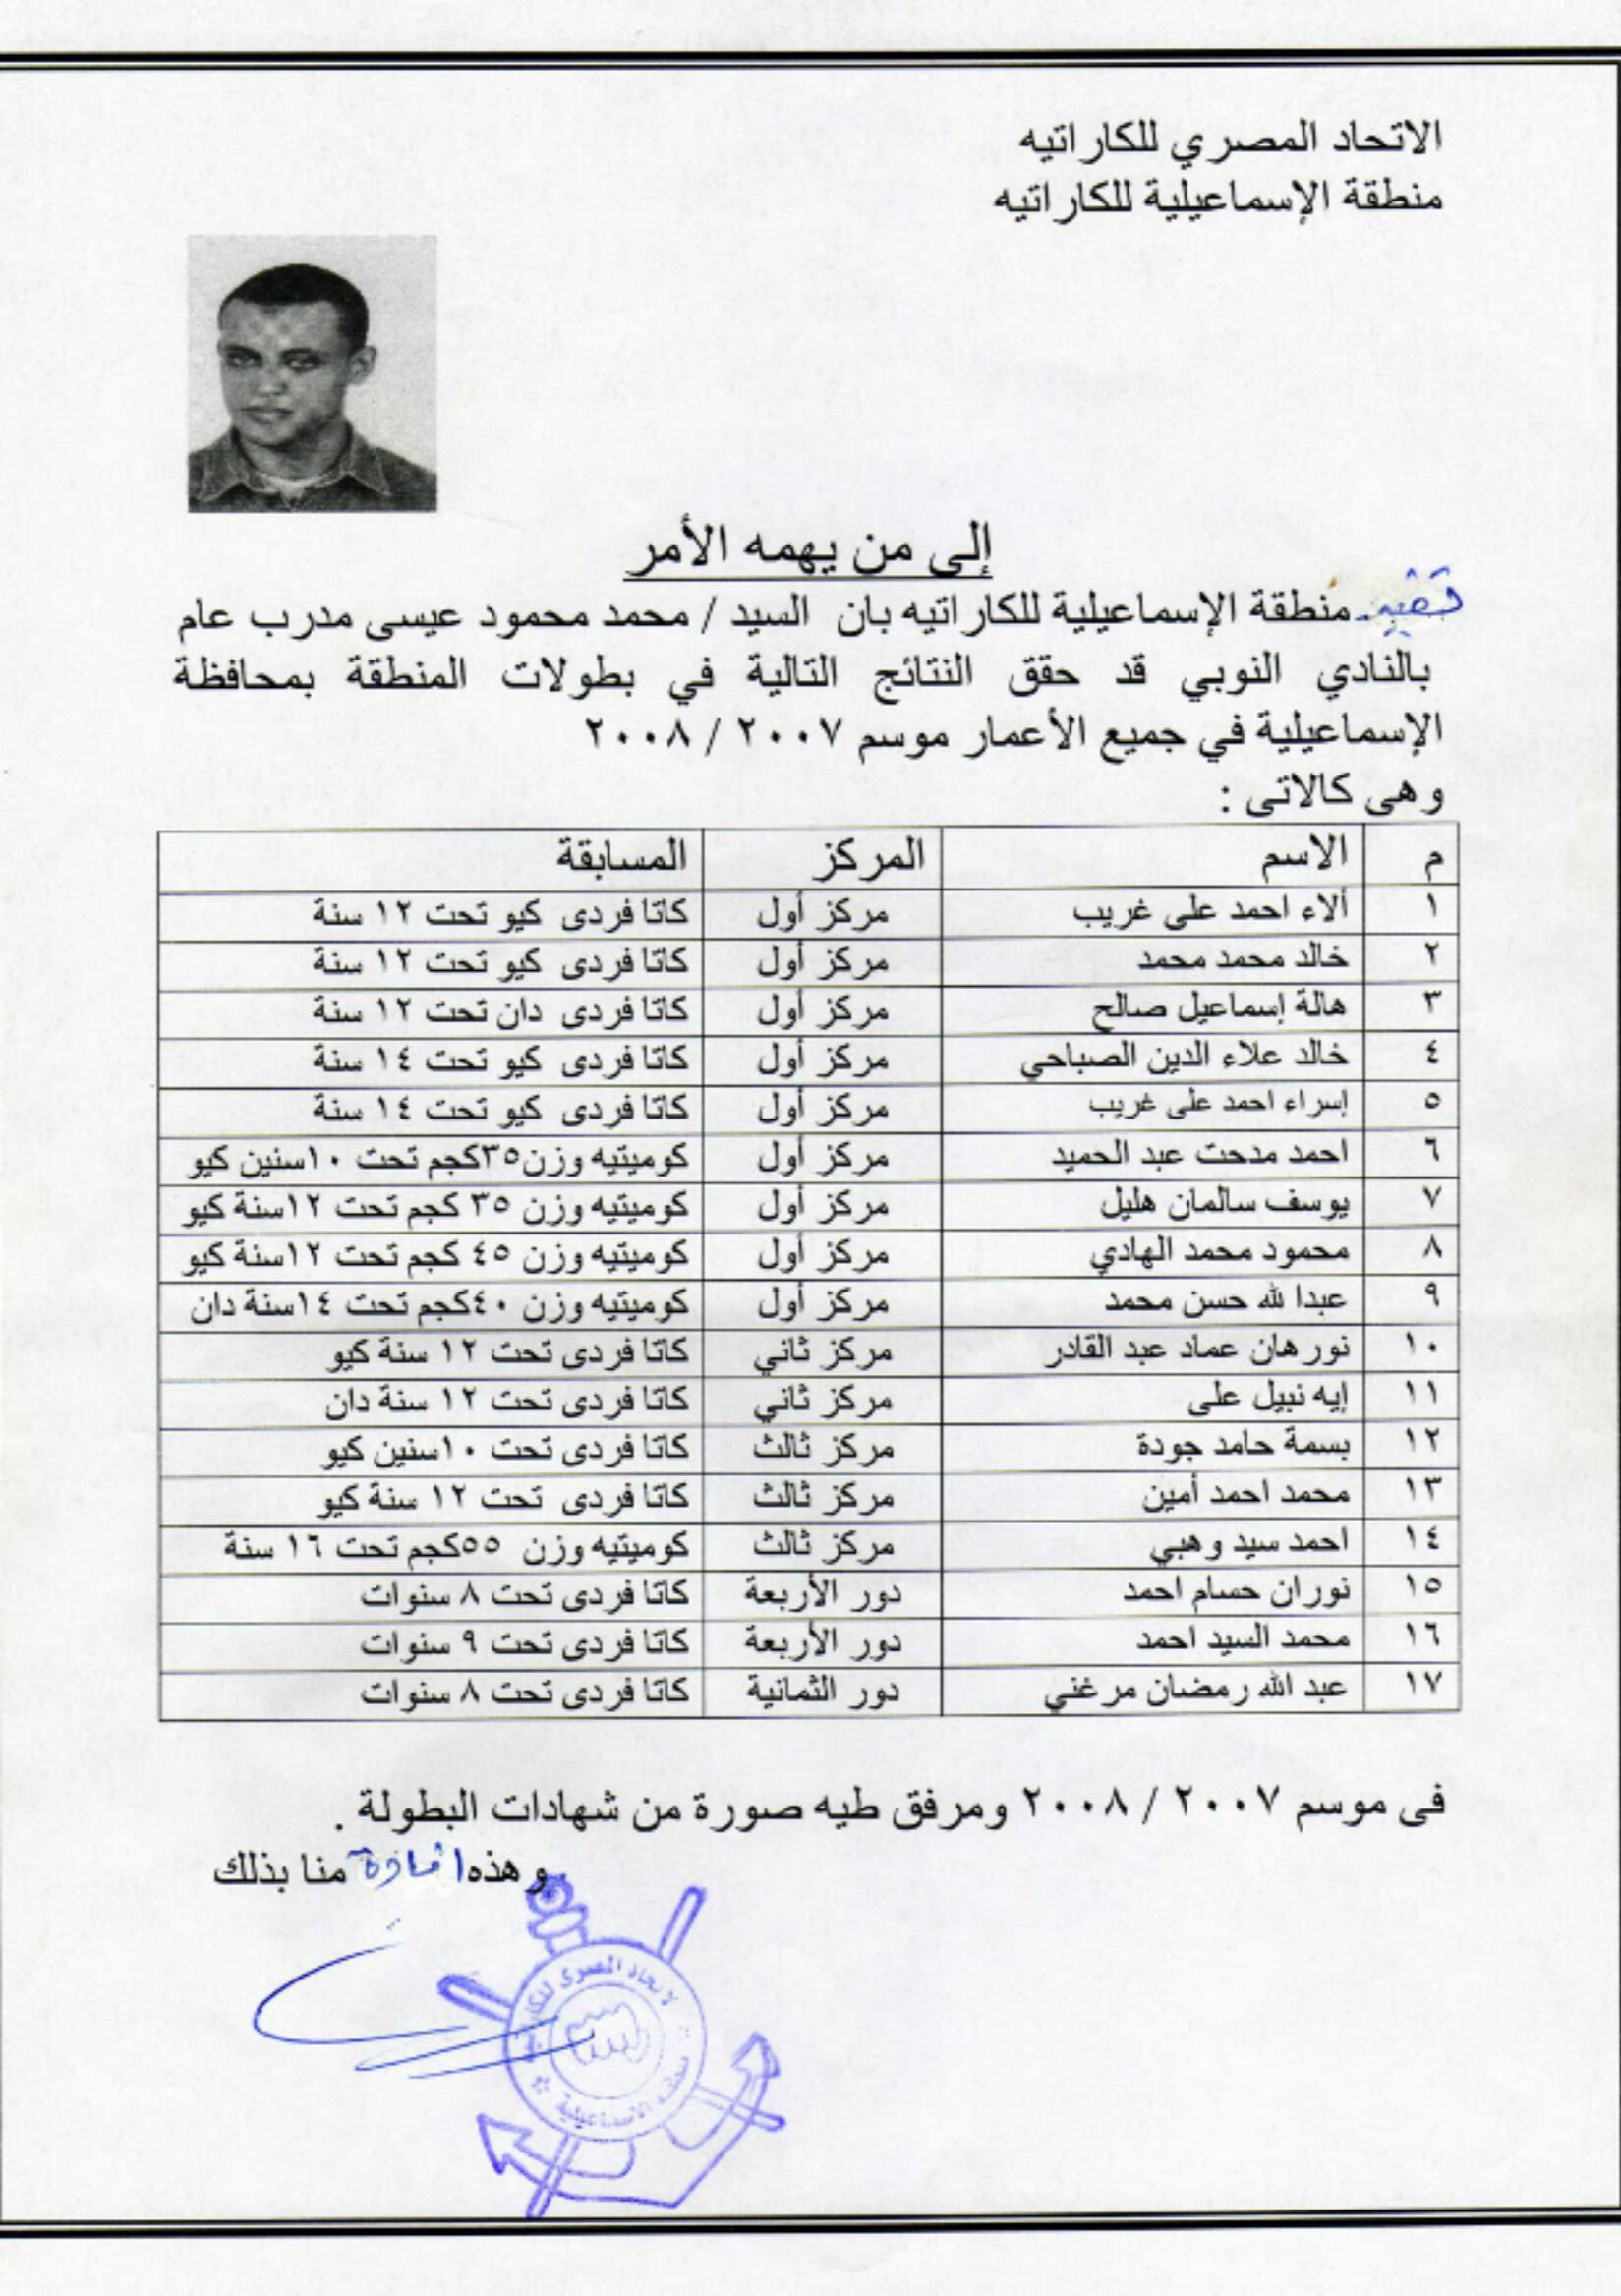 الاتحاد المصري للكاراتيه
منطقة الإسماعيلية للكاراتيه
إلى من يهمه الأمر
تفيد منطقة الإسماعيلية للكاراتيه بان السيد / محمد محمود عيسى مدرب عام
بالنادي النوبي قد حقق النتائج التالية في بطولات المنطقة بمحافظة
الإسماعيلية في جميع الأعمار موسم ٢٠٠٧ / ٢٠٠٨
وهى كالاتى :
م الاسم المركز المسابقة
١ ألاء احمد على غريب مركز أول كاتا فردى كيو تحت ١٢ سنة
٢ خالد محمد محمد مركز أول كاتا فردى كيو تحت ١٢ سنة
٣ هالة إسماعيل صالح مركز أول كاتا فردى دان تحت ١٢ سنة
٤ خالد علاء الدين الصباحي مركز أول كاتا فردى كيو تحت ١٤ سنة
٥ إسراء احمد على غريب مركز أول كاتا فردى كيو تحت ١٤ سنة
٦ احمد مدحت عبد الحميد مركز أول كوميتيه وزن٣٥كجم تحت ١٠سنين كيو
٧ يوسف سالمان هليل مركز أول كوميتيه وزن ٣٥ كجم تحت ١٢سنة كيو
٨ محمود محمد الهادي مركز أول كوميتيه وزن ٤٥ كجم تحت ١٢سنة كيو
٩ عبدا لله حسن محمد مركز أول كوميتيه وزن ٤٠كجم تحت ١٤سنة دان
١٠ نورهان عماد عبد القادر مركز ثاني كاتا فردى تحت ١٢ سنة كيو
١١ إيه نبيل على مركز ثاني كاتا فردى تحت ١٢ سنة دان
١٢ بسمة حامد جودة مركز ثالث كاتا فردى تحت ١٠سنين كيو
١٣ محمد احمد أمين مركز ثالث كاتا فردى تحت ١٢ سنة كيو
١٤ احمد سيد وهبي مركز ثالث كوميتيه وزن ٥٥كجم تحت ١٦ سنة
١٥ نوران حسام احمد دور الأربعة كاتا فردى تحت ٨ سنوات
١٦ محمد السيد احمد دور الأربعة كاتا فردى تحت ٩ سنوات
١٧ عبد الله رمضان مرغني دور الثمانية كاتا فردى تحت ٨ سنوات
فى موسم ٢٠٠٧ / ٢٠٠٨ ومرفق طيه صورة من شهادات البطولة .
وهذه افادة منا بذلك
الاتحاد المصرى للكاراتيه
منطقة الاسماعيلية